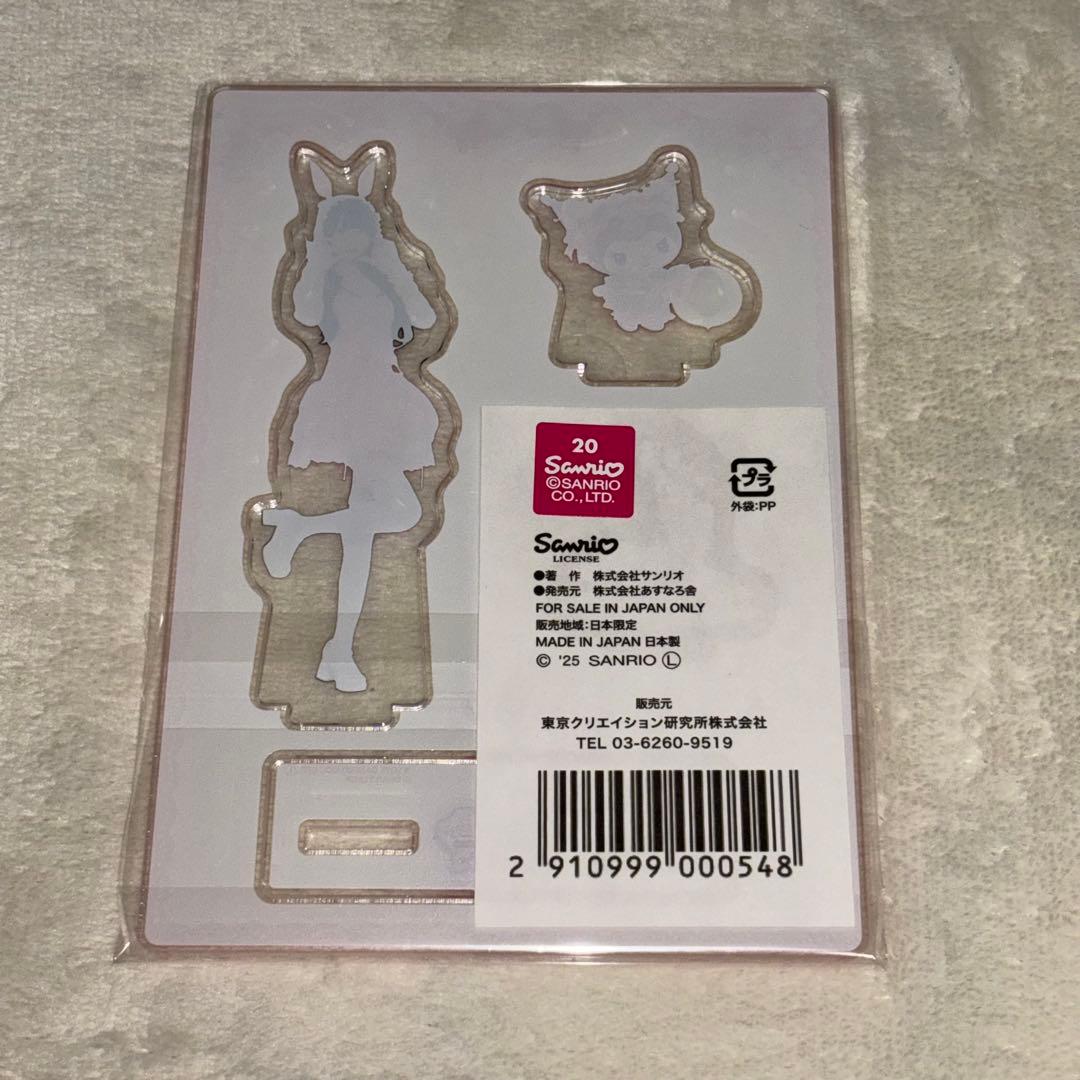 20
Sanrio
©SANRIO
CO.,LTD.
プラ
外袋:PP
Sanrio
LICENSE
●著 作 株式会社サンリオ
●発売元 株式会社あすなろ舎
FOR SALE IN JAPAN ONLY
販売地域:日本限定
MADE IN JAPAN 日本製
© '25 SANRIO Ⓛ
販売元
東京クリエイション研究所株式会社
TEL 03-6260-9519
2 910999 000548